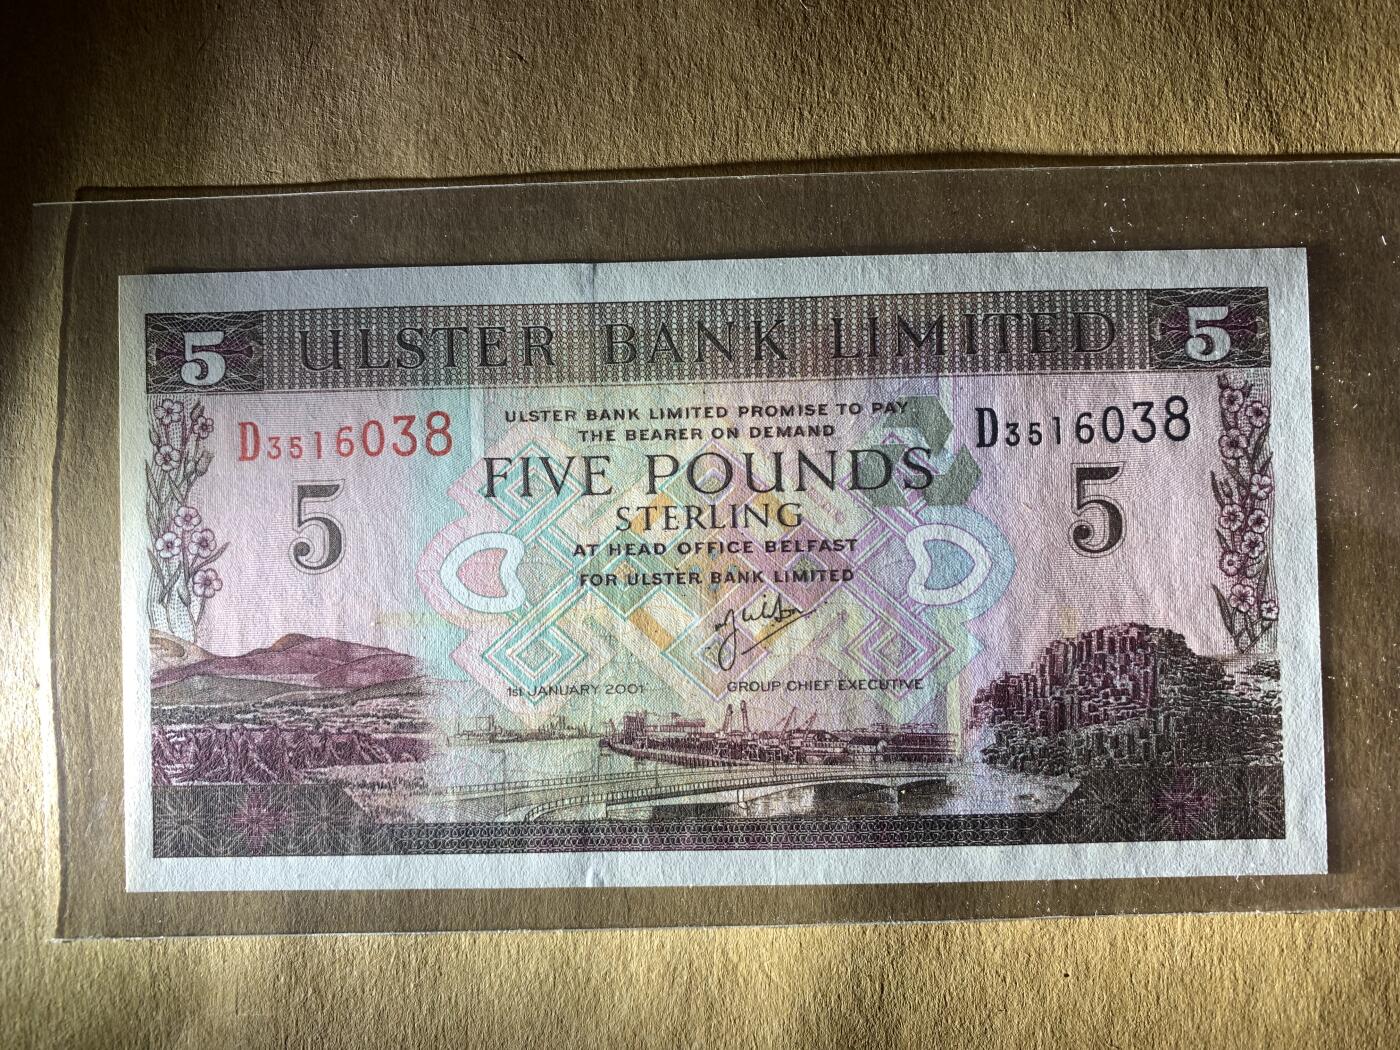 5 ULSTER BANK LIMITED 5
D3516038
ULSTER BANK LIMITED PROMISE TO PAY
THE BEARER ON DEMAND
D3516038
5
FIVE POUNDS
5
STERLING
AT HEAD OFFICE BELFAST
FOR ULSTER BANK LIMITED
1st JANUARY 2001
GROUP CHIEF EXECUTIVE